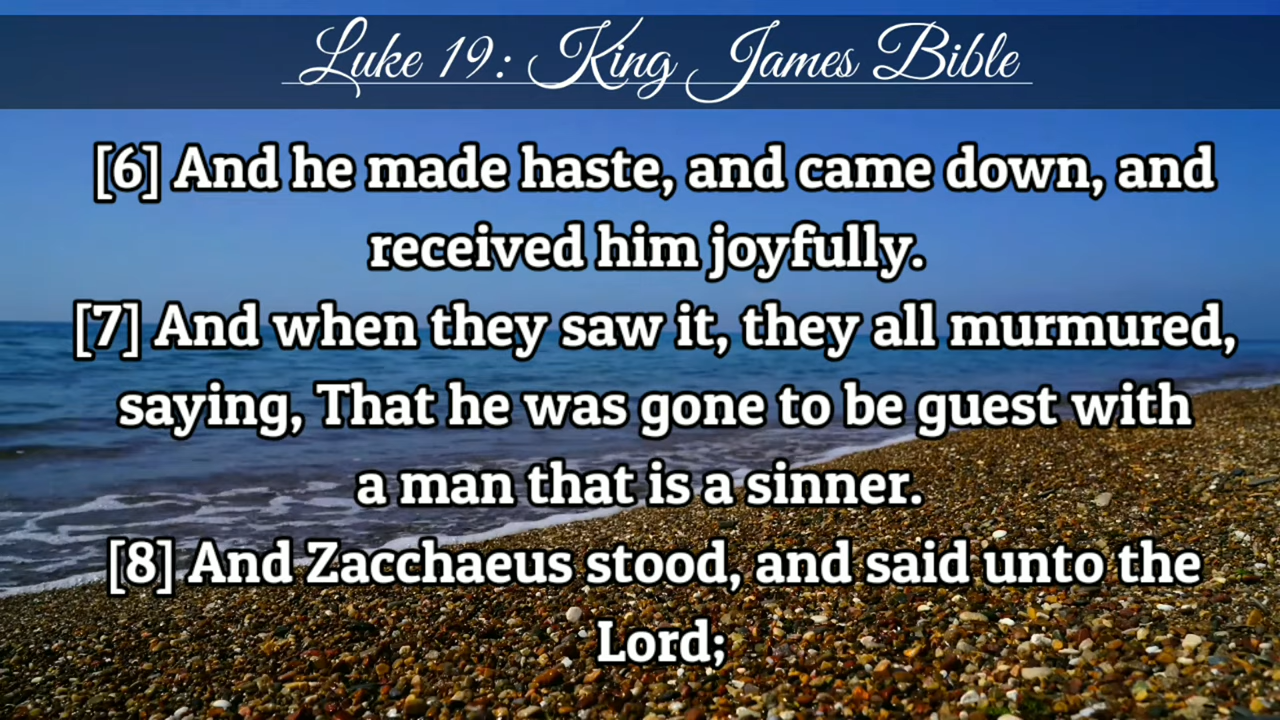 Luke 19: King James Bible
[6] And he made haste, and came down, and
received him joyfully.
[7] And when they saw it, they all murmured,
saying, That he was gone to be guest with
a man that is a sinner.
[8] And Zacchaeus stood, and said unto the
Lord;